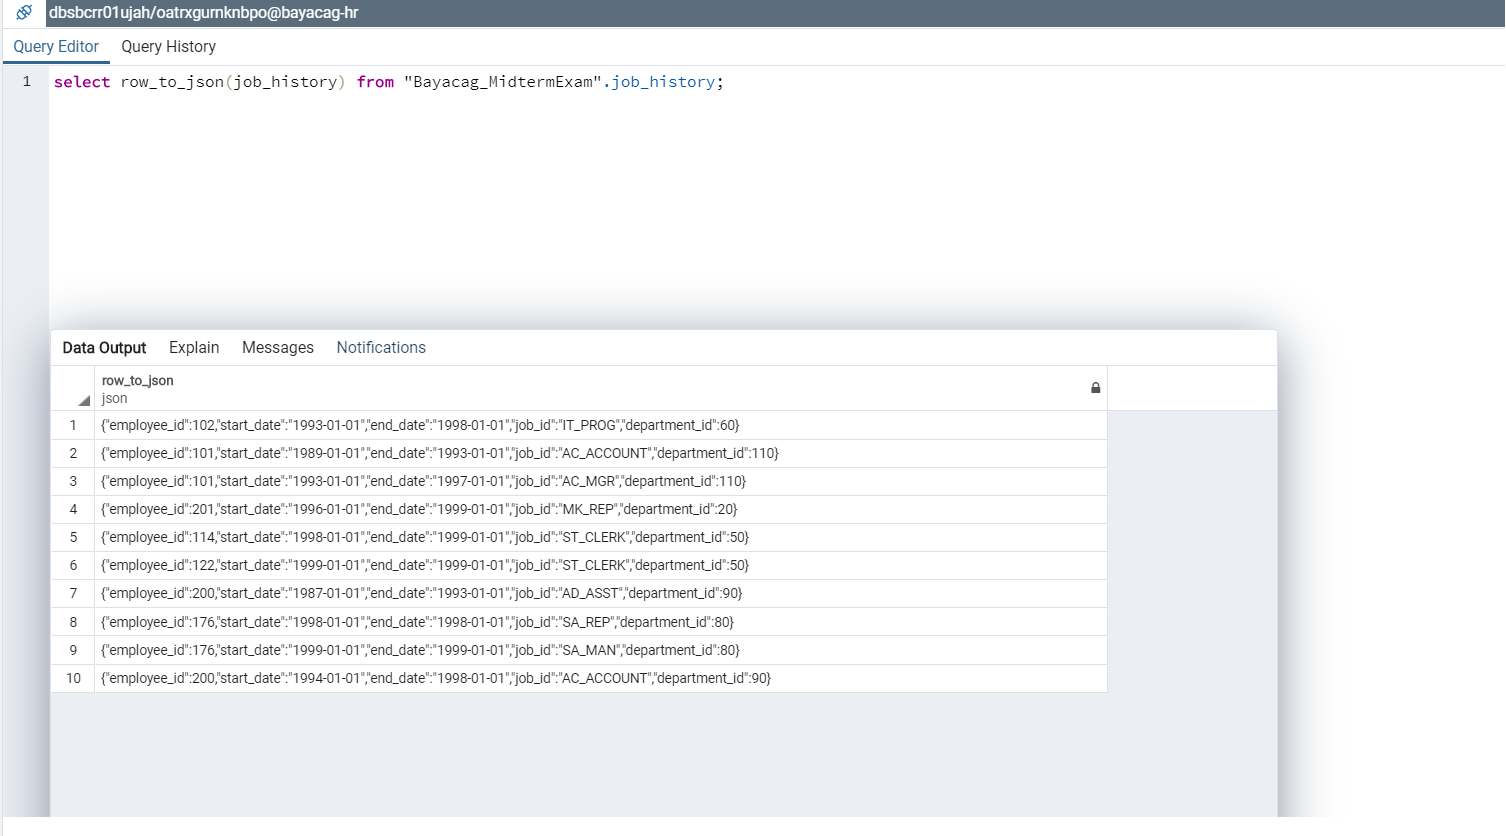 dbsbcrr01ujah/oatrxgurnknbpo@bayacag-hr
Query Editor Query History
1 select row_to_json(job_history) from "Bayacag_MidtermExam".job_history;
Data Output Explain Messages Notifications
row_to_json
json
1 {"employee_id":102,"start_date":"1993-01-01","end_date":"1998-01-01","job_id":"IT_PROG","department_id":60}
2 {"employee_id":101,"start_date":"1989-01-01","end_date":"1993-01-01","job_id":"AC_ACCOUNT","department_id":110}
3 {"employee_id":101,"start_date":"1993-01-01","end_date":"1997-01-01","job_id":"AC_MGR","department_id":110}
4 {"employee_id":201,"start_date":"1996-01-01","end_date":"1999-01-01","job_id":"MK_REP","department_id":20}
5 {"employee_id":114,"start_date":"1998-01-01","end_date":"1999-01-01","job_id":"ST_CLERK","department_id":50}
6 {"employee_id":122,"start_date":"1999-01-01","end_date":"1999-01-01","job_id":"ST_CLERK","department_id":50}
7 {"employee_id":200,"start_date":"1987-01-01","end_date":"1993-01-01","job_id":"AD_ASST","department_id":90}
8 {"employee_id":176,"start_date":"1998-01-01","end_date":"1998-01-01","job_id":"SA_REP","department_id":80}
9 {"employee_id":176,"start_date":"1999-01-01","end_date":"1999-01-01","job_id":"SA_MAN","department_id":80}
10 {"employee_id":200,"start_date":"1994-01-01","end_date":"1998-01-01","job_id":"AC_ACCOUNT","department_id":90}